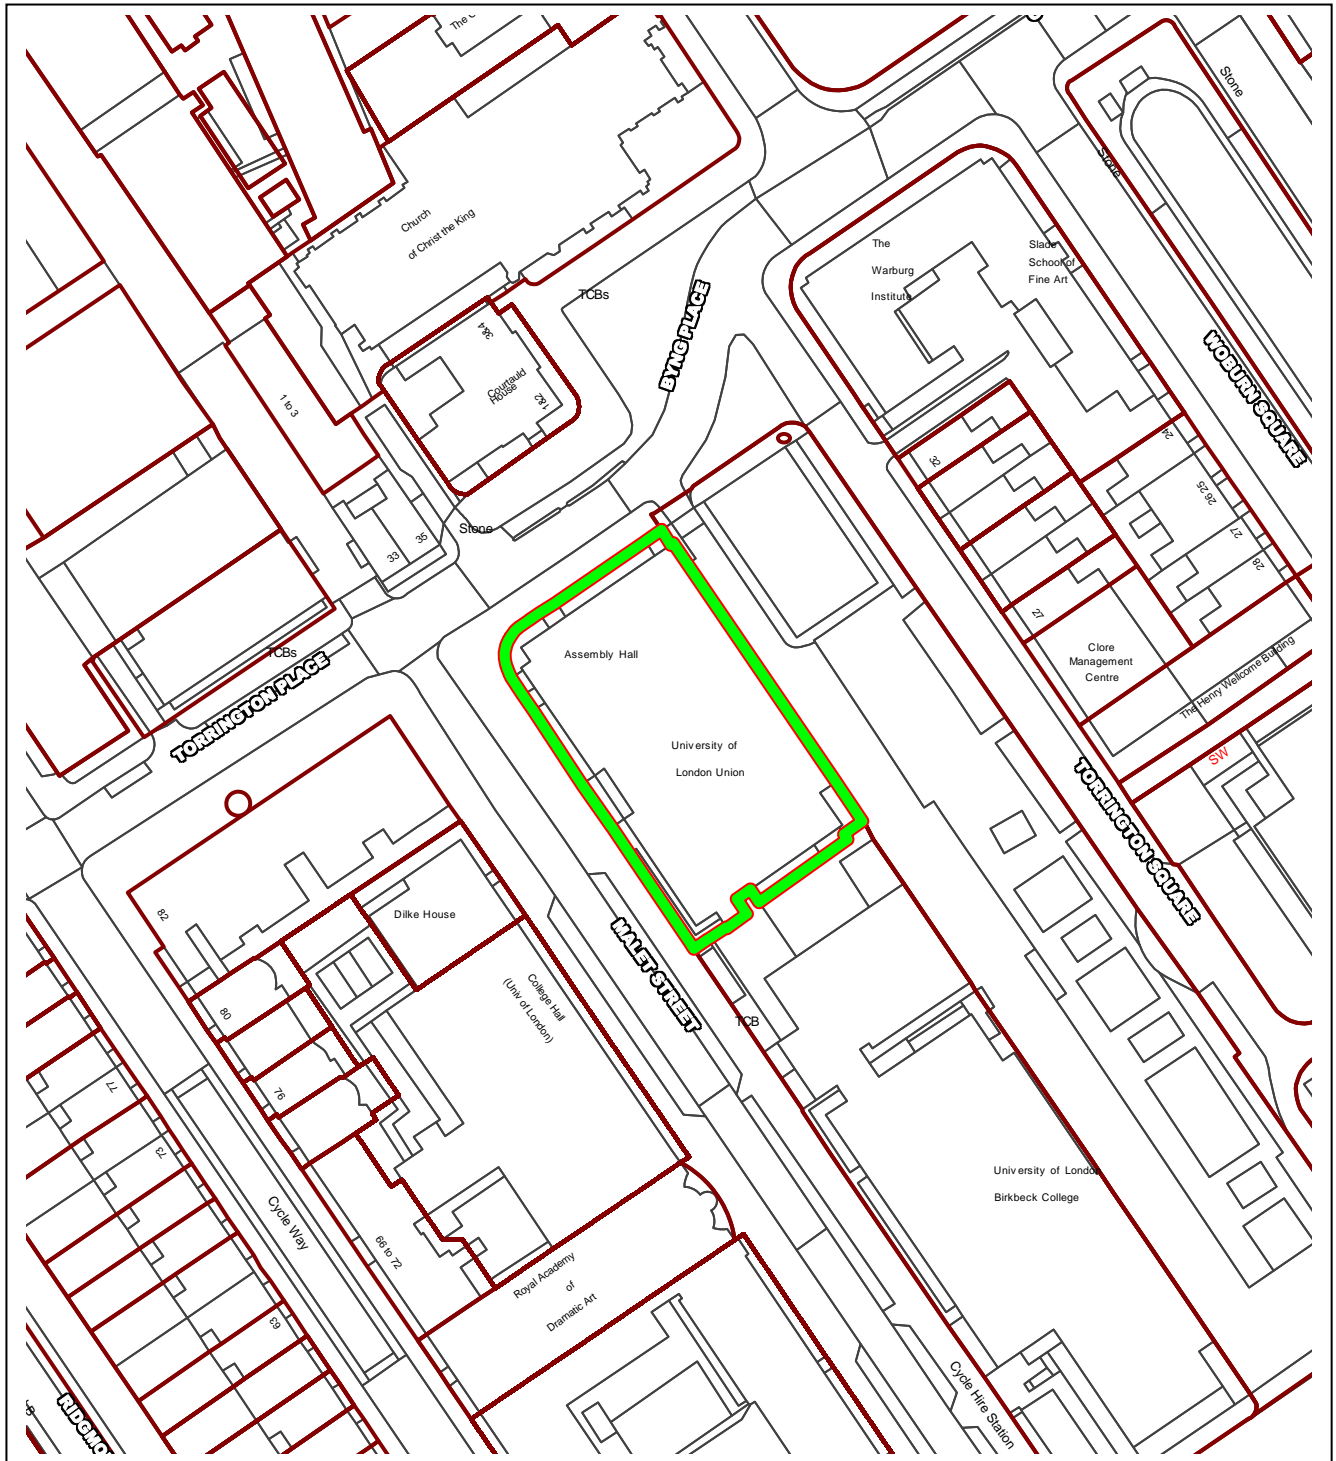 Stone
Stone
Church
of Christ the King
The
Warburg
Institute
Slade
School of
Fine Art
TCBs
BYNG PLACE
WOBURN SQUARE
3&4
Courtauld
House
1&2
1 to 3
32
24
26 25
27
28
Stone
33
35
27
Assembly Hall
TCBs
TORRINGTON PLACE
Clore
Management
Centre
The Henry Wellcome Building
University of
London Union
SW
TORRINGTON SQUARE
82
Dilke House
MALET STREET
College Hall
(Univ of London)
TCB
80
77
76
73
University of London
Birkbeck College
Cycle Way
66 to 72
Royal Academy
of
Dramatic Art
63
Cycle Hire Station